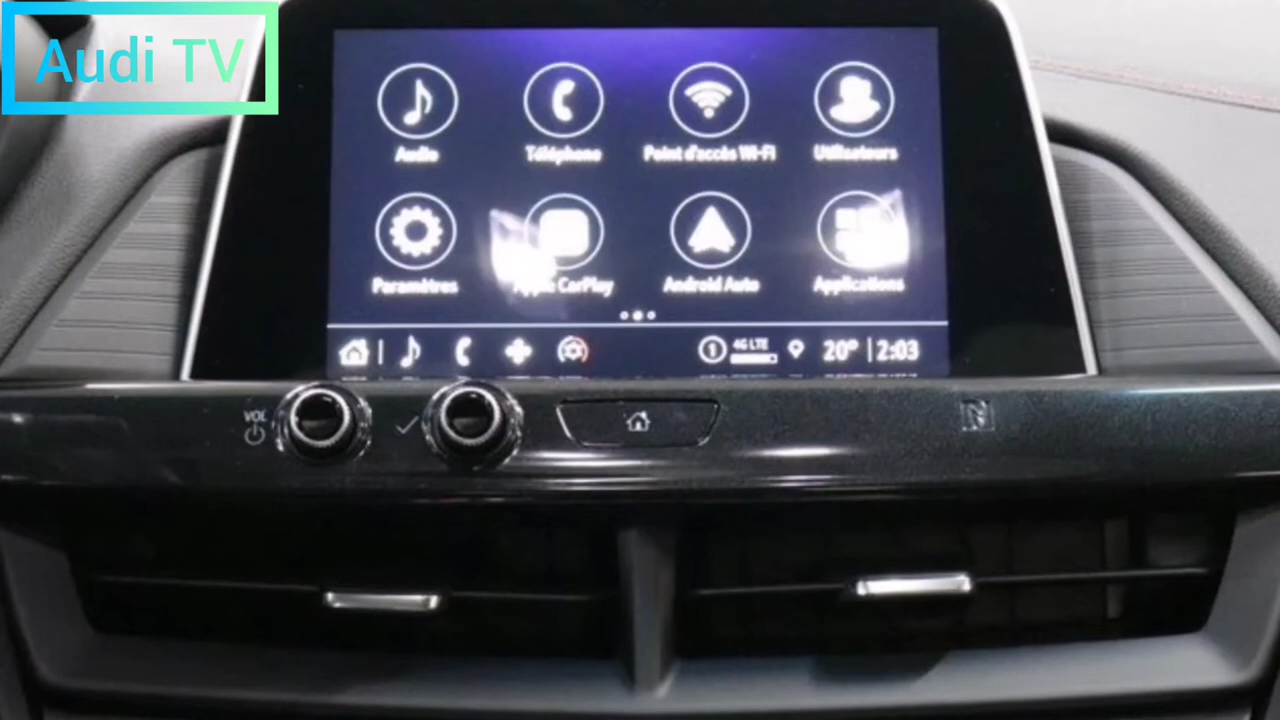 Audi TV
Audio
Téléphone
Point d'accès Wi-Fi
Utilisateurs
Paramètres
Apple CarPlay
Android Auto
Applications
1
4G LTE
20°
2:03
VOL